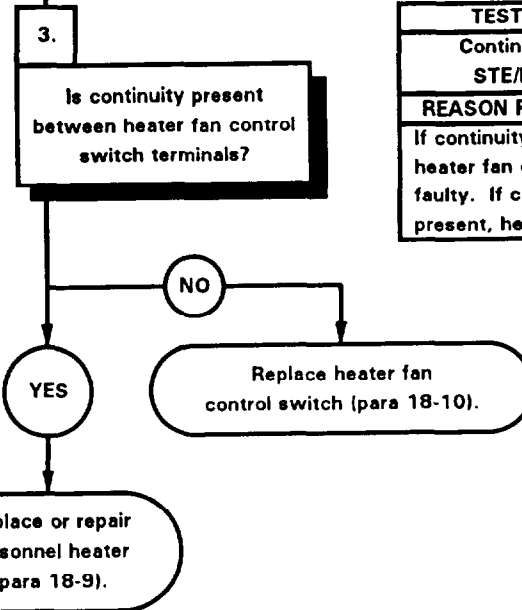 3.
Is continuity present
between heater fan control
switch terminals?
TEST
Contin
STE/
REASON
If continuity
heater fan
faulty. If c
present, he
NO
YES
Replace heater fan
control switch (para 18-10).
place or repair
sonnel heater
para 18-9).